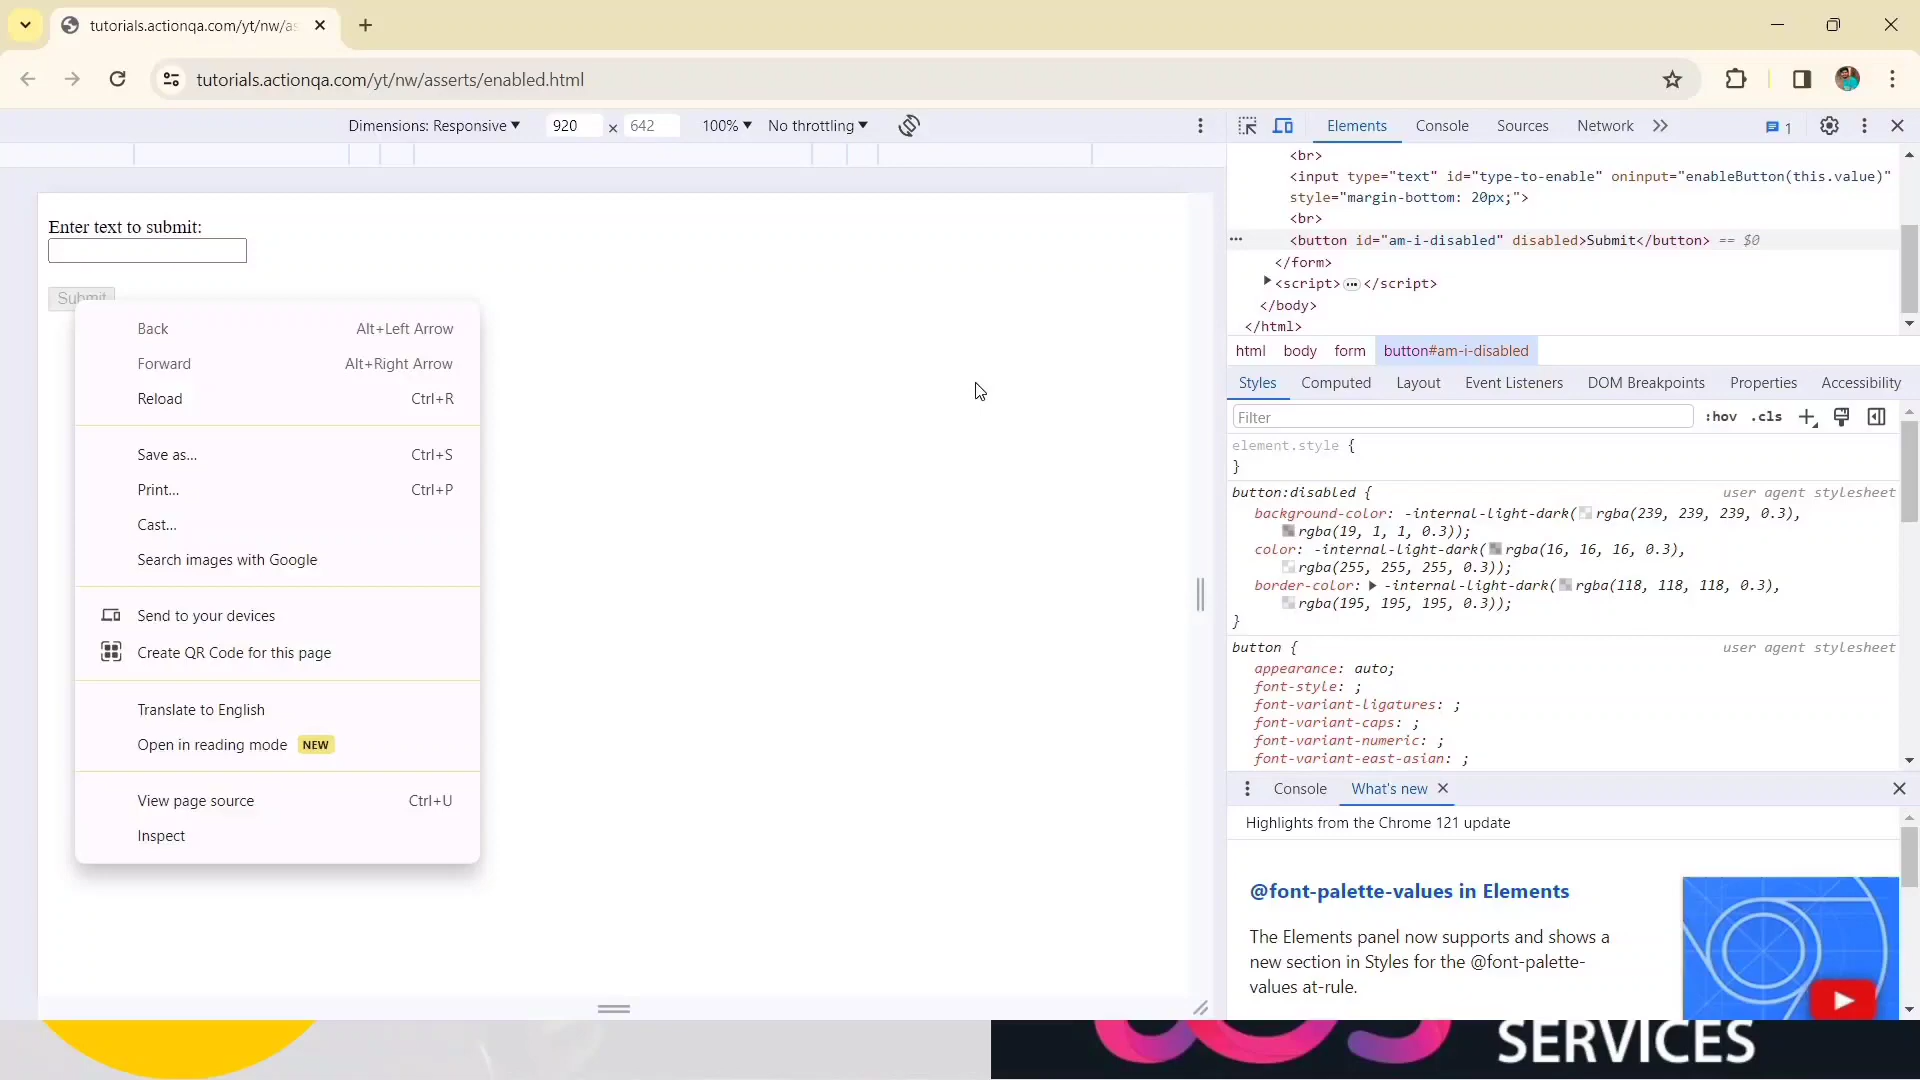 tutorials.actionqa.com/yt/nw/as
tutorials.actionqa.com/yt/nw/asserts/enabled.html
Dimensions: Responsive ▼ 920 x 642 100% ▼ No throttling ▼
Enter text to submit:
Submit
Back Alt+Left Arrow
Forward Alt+Right Arrow
Reload Ctrl+R
Save as... Ctrl+S
Print... Ctrl+P
Cast...
Search images with Google
Send to your devices
Create QR Code for this page
Translate to English
Open in reading mode NEW
View page source Ctrl+U
Inspect
Elements Console Sources Network 1
<br>
<input type="text" id="type-to-enable" oninput="enableButton(this.value)"
style="margin-bottom: 20px;">
<br>
<button id="am-i-disabled" disabled>Submit</button> == $0
</form>
<script>…</script>
</body>
</html>
html body form button#am-i-disabled
Styles Computed Layout Event Listeners DOM Breakpoints Properties Accessibility
Filter :hov .cls
element.style {
}
button:disabled { user agent stylesheet
background-color: -internal-light-dark( rgba(239, 239, 239, 0.3),
rgba(19, 1, 1, 0.3));
color: -internal-light-dark( rgba(16, 16, 16, 0.3),
rgba(255, 255, 255, 0.3));
border-color: -internal-light-dark( rgba(118, 118, 118, 0.3),
rgba(195, 195, 195, 0.3));
}
button { user agent stylesheet
appearance: auto;
font-style: ;
font-variant-ligatures: ;
font-variant-caps: ;
font-variant-numeric: ;
font-variant-east-asian: ;
Console What's new
Highlights from the Chrome 121 update
@font-palette-values in Elements
The Elements panel now supports and shows a
new section in Styles for the @font-palette-
values at-rule.
SERVICES